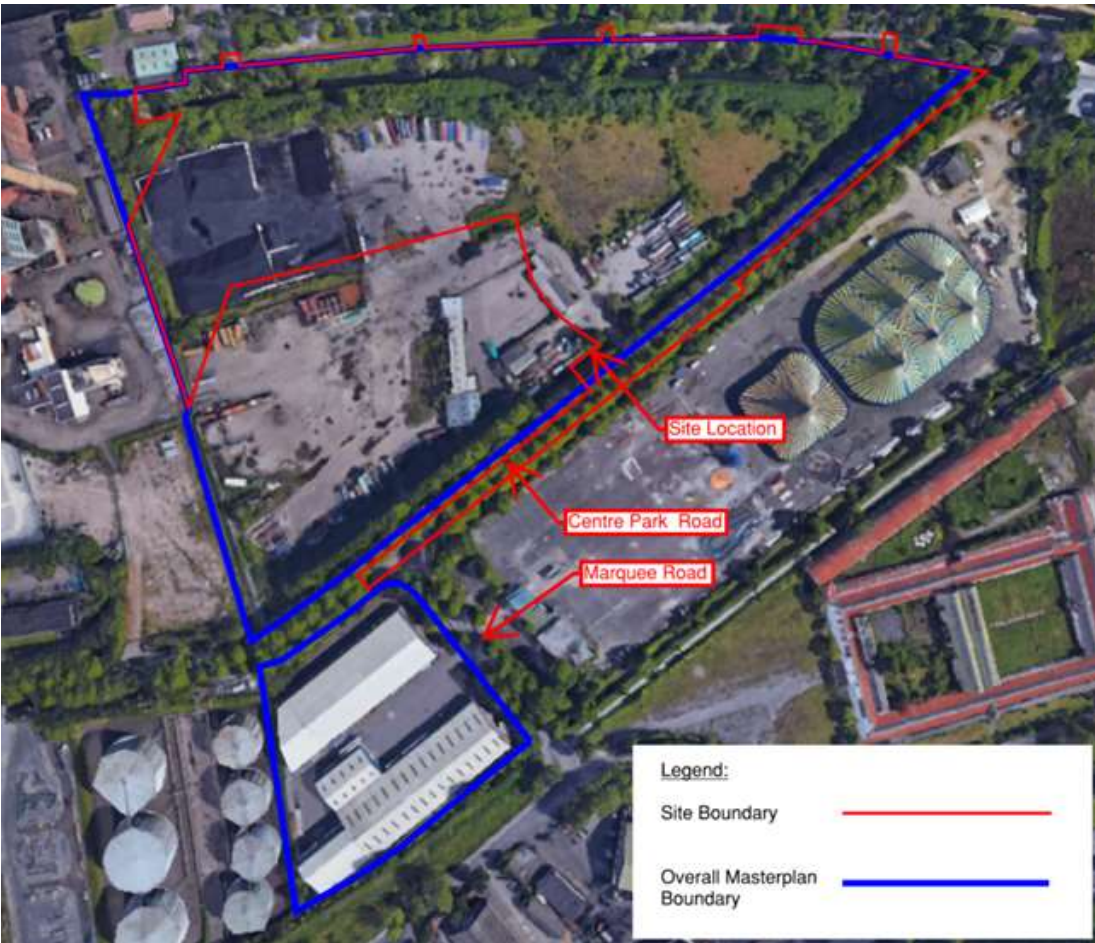 Site Location
Centre Park Road
Marquee Road
Legend:
Site Boundary
Overall Masterplan
Boundary